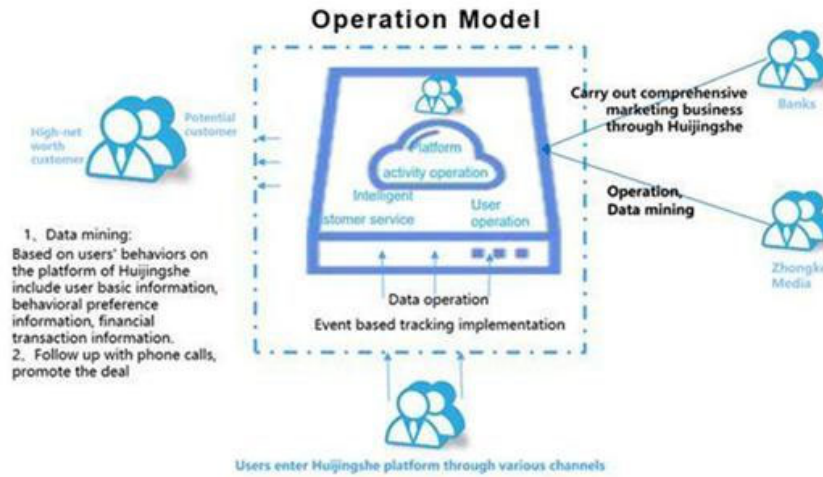 Operation Model
High-net
worth
customer
Potential
customer
1、Data mining:
Based on users' behaviors on
the platform of Huijingshe
include user basic information,
behavioral preference
information, financial
transaction information.
2、Follow up with phone calls,
promote the deal
Platform
activity operation
Intelligent
stomer service
User
operation
Data operation
Event based tracking implementation
Carry out comprehensive
marketing business
through Huijingshe
Banks
Operation,
Data mining
Media
Users enter Huijingshe platform through various channels